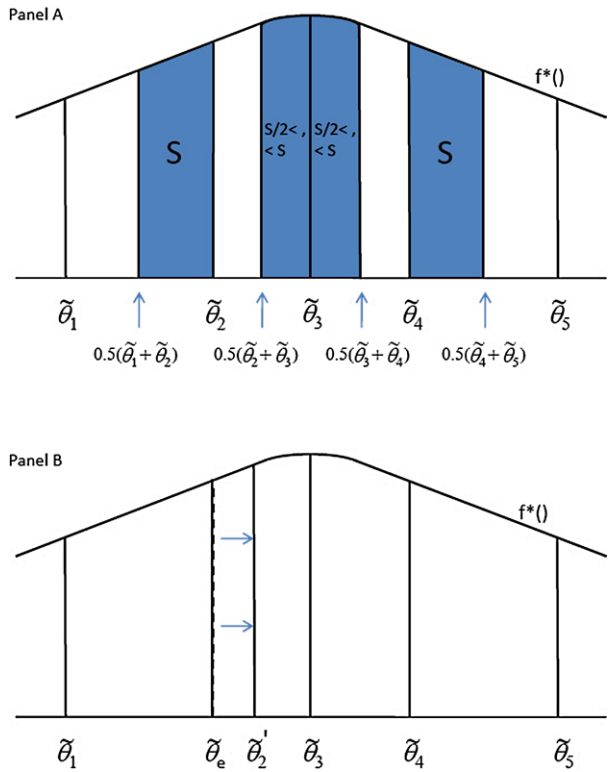 Panel A
f*()
S
S/2< ,
< S
S/2< ,
< S
S
θ̃₁
θ̃₂
θ̃₃
θ̃₄
θ̃₅
0.5(θ̃₁+θ̃₂)
0.5(θ̃₂+θ̃₃)
0.5(θ̃₃+θ̃₄)
0.5(θ̃₄+θ̃₅)
Panel B
f*()
θ̃₁
θ̃ₑ
θ̃₂'
θ̃₃
θ̃₄
θ̃₅